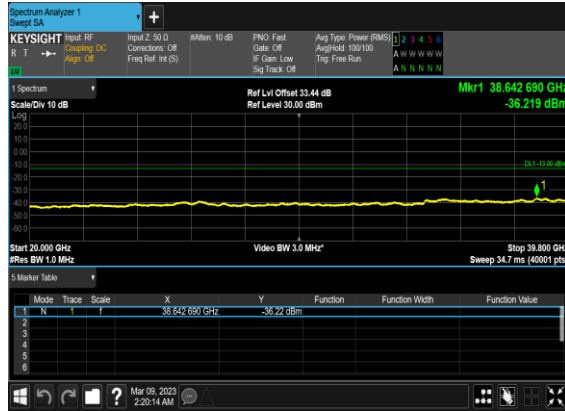 Spectrum Analyzer 1
Swept SA
+
KEYSIGHT Input: RF Input Z: 50 Ω #Atten: 10 dB PNO: Fast Avg Type: Power (RMS) 1 2 3 4 5 6
R T Coupling: DC Corrections: Off Gate: Off Avg|Hold: 100/100 A W W W W W
Align: Off Freq Ref: Int (S) IF Gain: Low Trig: Free Run
Sig Track: Off A N N N N N
1 Spectrum Ref Lvl Offset 33.44 dB Mkr1 38.642 690 GHz
Scale/Div 10 dB Ref Level 30.00 dBm -36.219 dBm
Log
20.0
10.0
0.00
-10.0 DL1 -13.00 dBm
-20.0
-30.0 1
-40.0
-50.0
-60.0
Start 20.000 GHz Video BW 3.0 MHz* Stop 39.800 GHz
#Res BW 1.0 MHz Sweep 34.7 ms (40001 pts)
5 Marker Table
Mode Trace Scale X Y Function Function Width Function Value
1 N 1 f 38.642 690 GHz -36.22 dBm
2
3
4
5
6
? Mar 09, 2023
2:20:14 AM